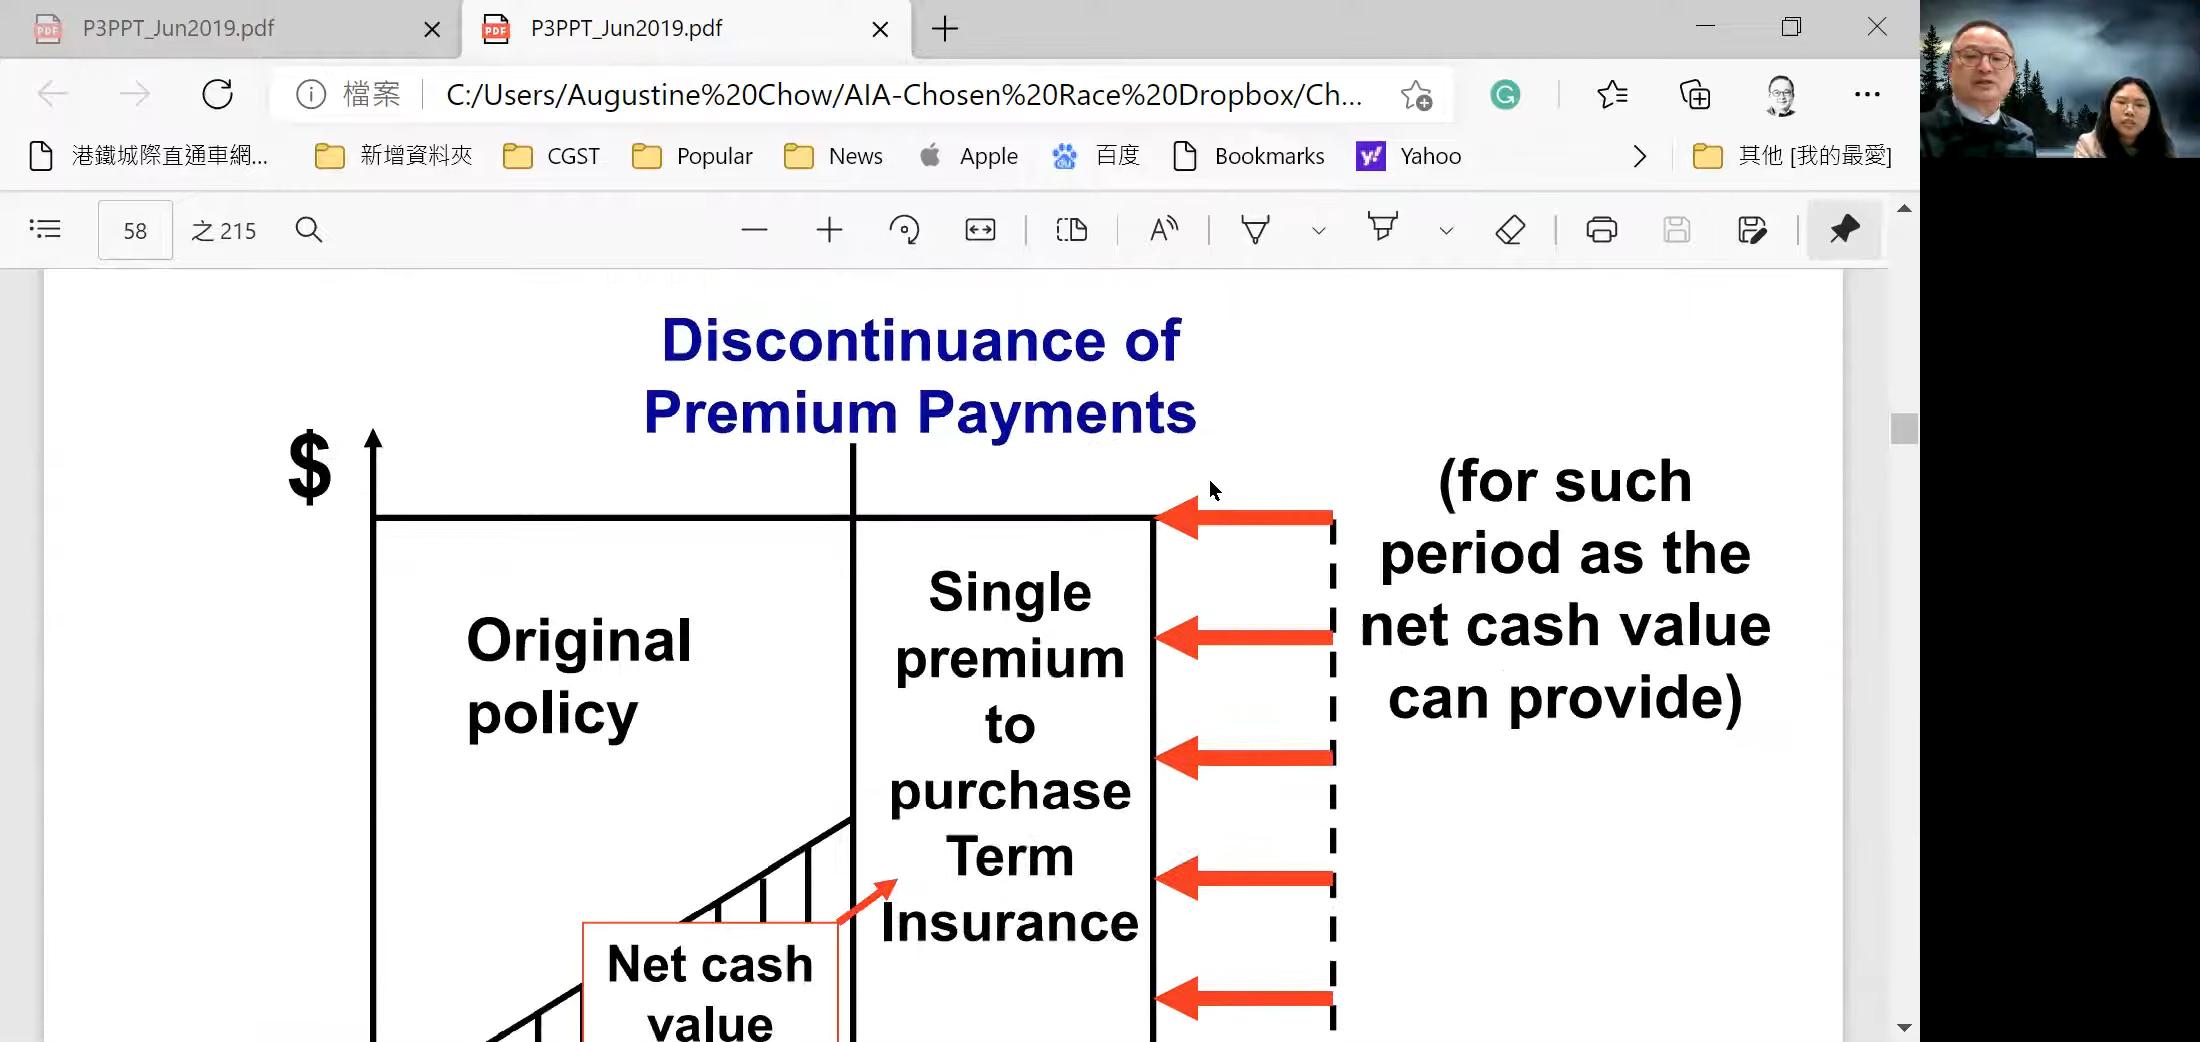 P3PPT_Jun2019.pdf
P3PPT_Jun2019.pdf
檔案
C:/Users/Augustine%20Chow/AIA-Chosen%20Race%20Dropbox/Ch...
港鐵城際直通車網...
新增資料夾
CGST
Popular
News
Apple
百度
Bookmarks
Yahoo
其他 [我的最愛]
58
之 215
Discontinuance of
Premium Payments
$
Original
policy
Single
premium
to
purchase
Term
Insurance
Net cash
value
(for such
period as the
net cash value
can provide)